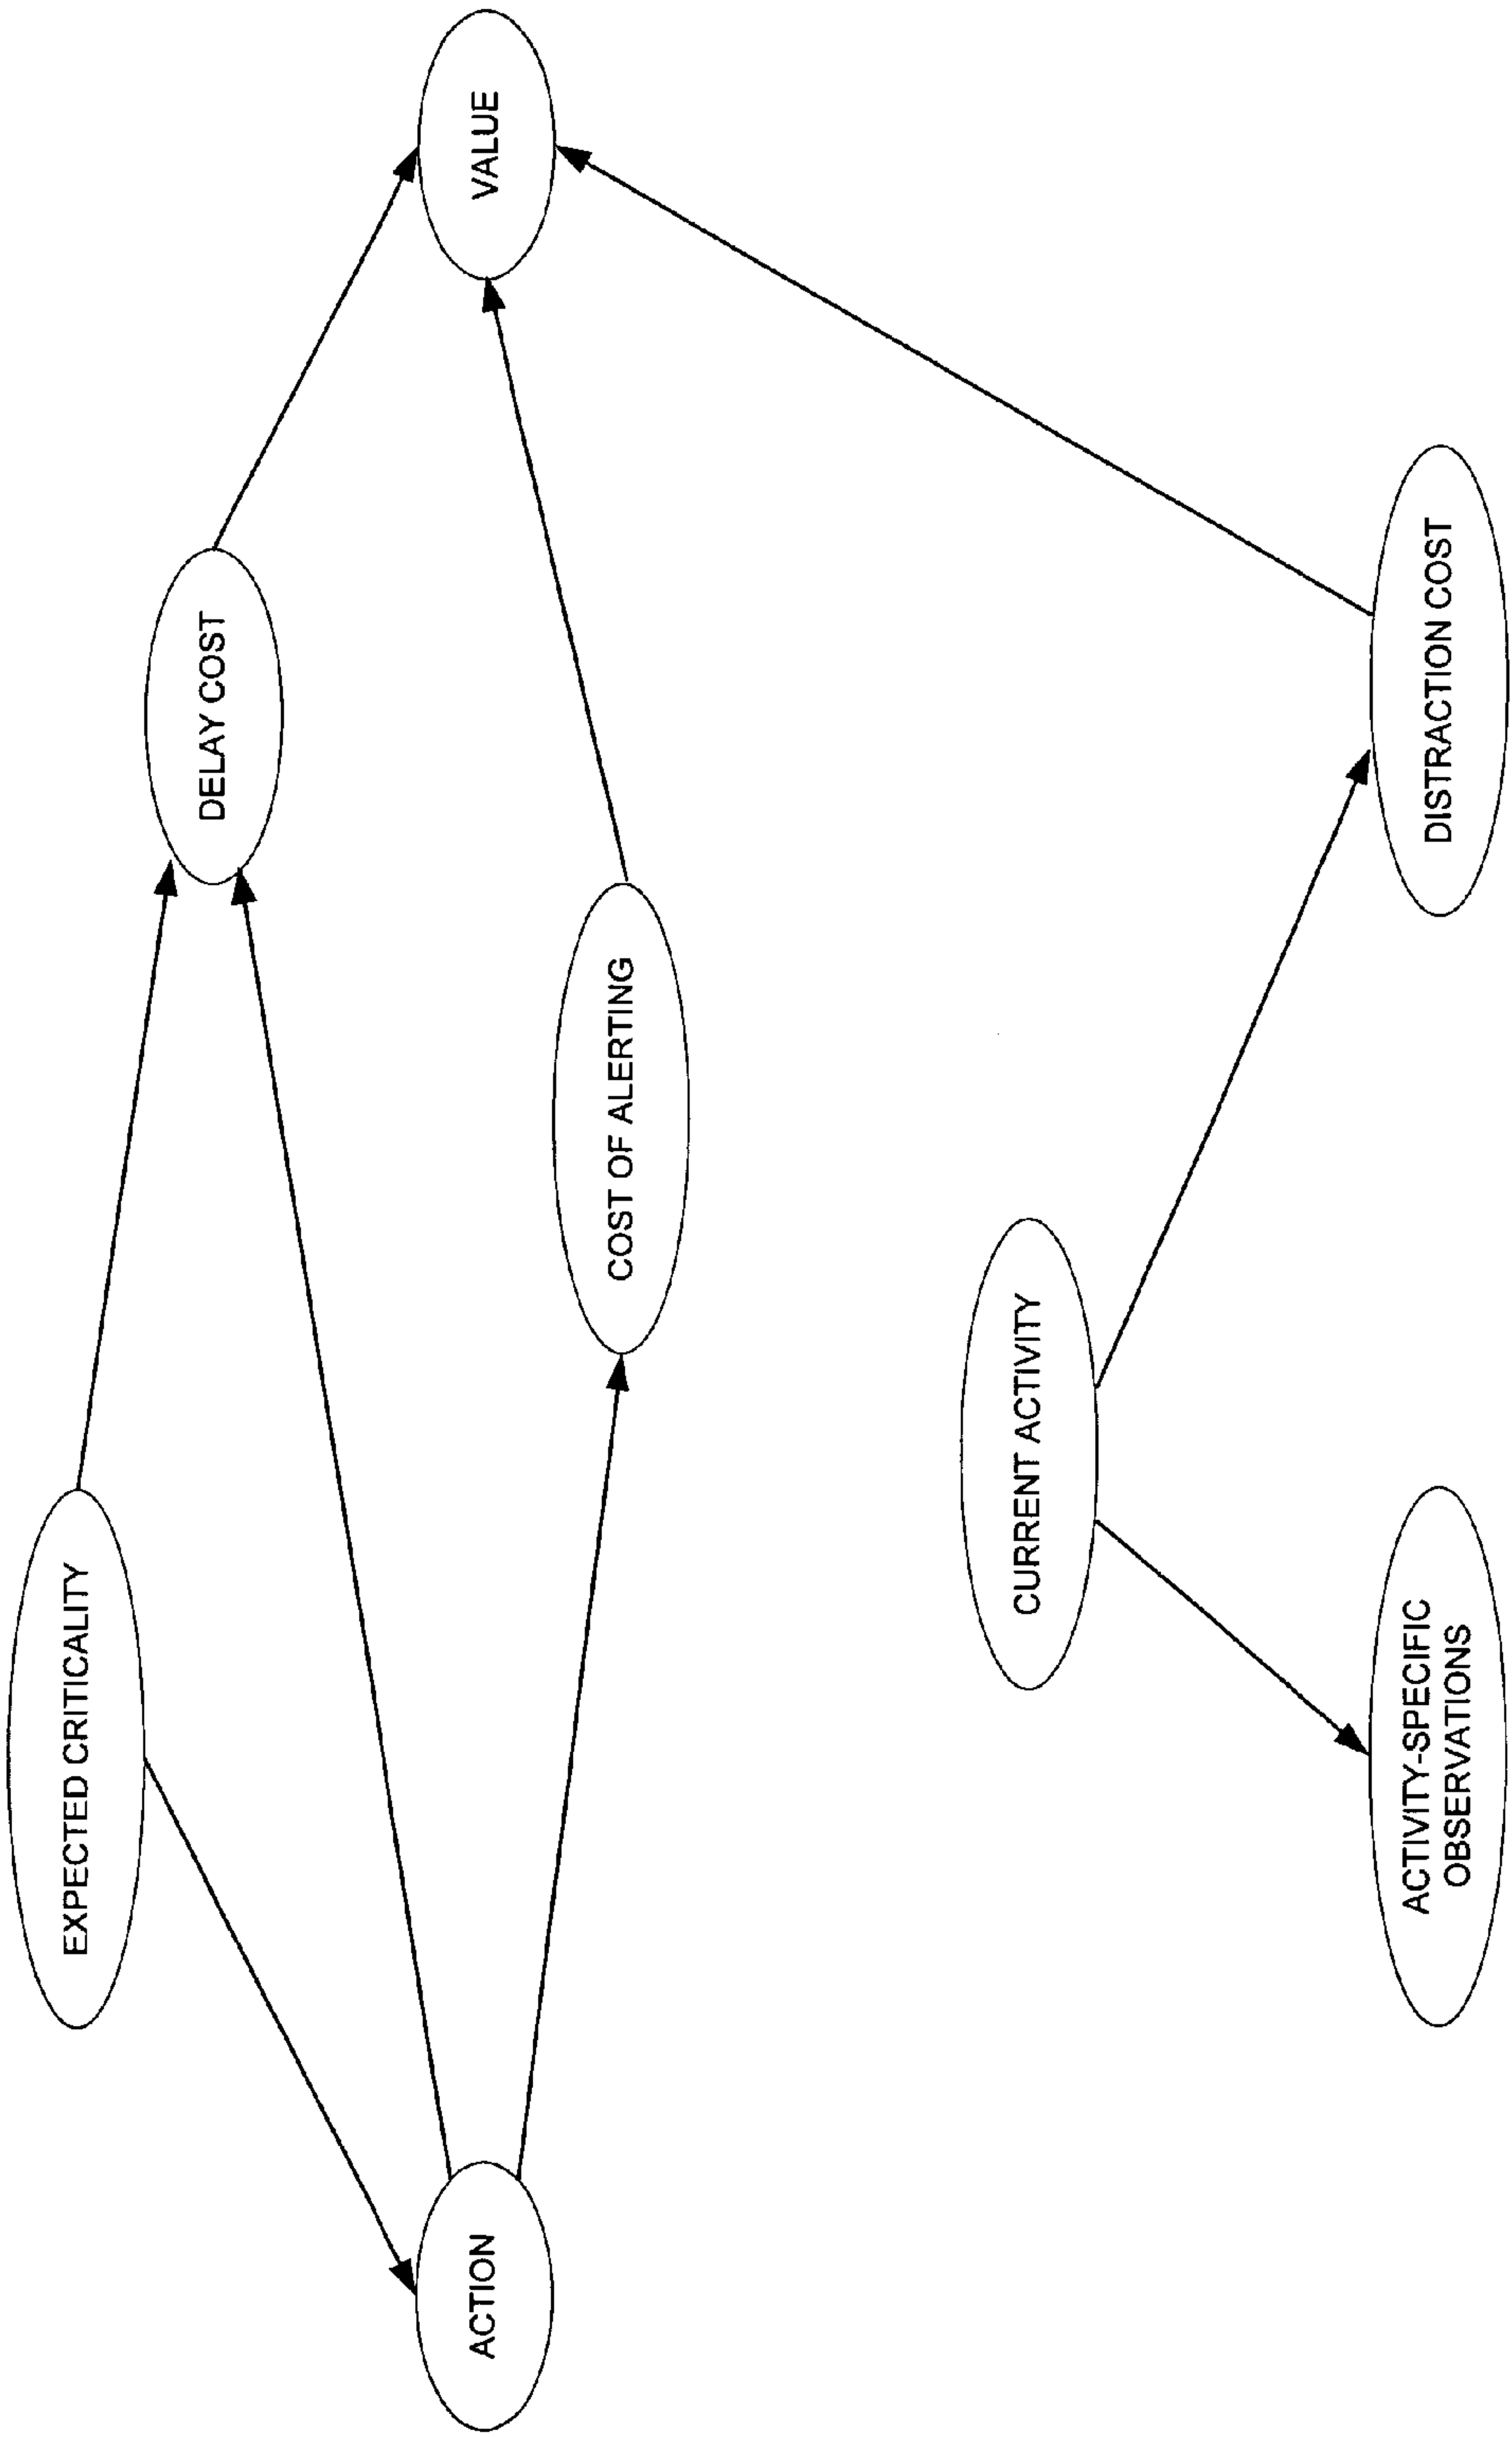 EXPECTED CRITICALITY
DELAY COST
ACTION
VALUE
COST OF ALERTING
CURRENT ACTIVITY
ACTIVITY-SPECIFIC
OBSERVATIONS
DISTRACTION COST